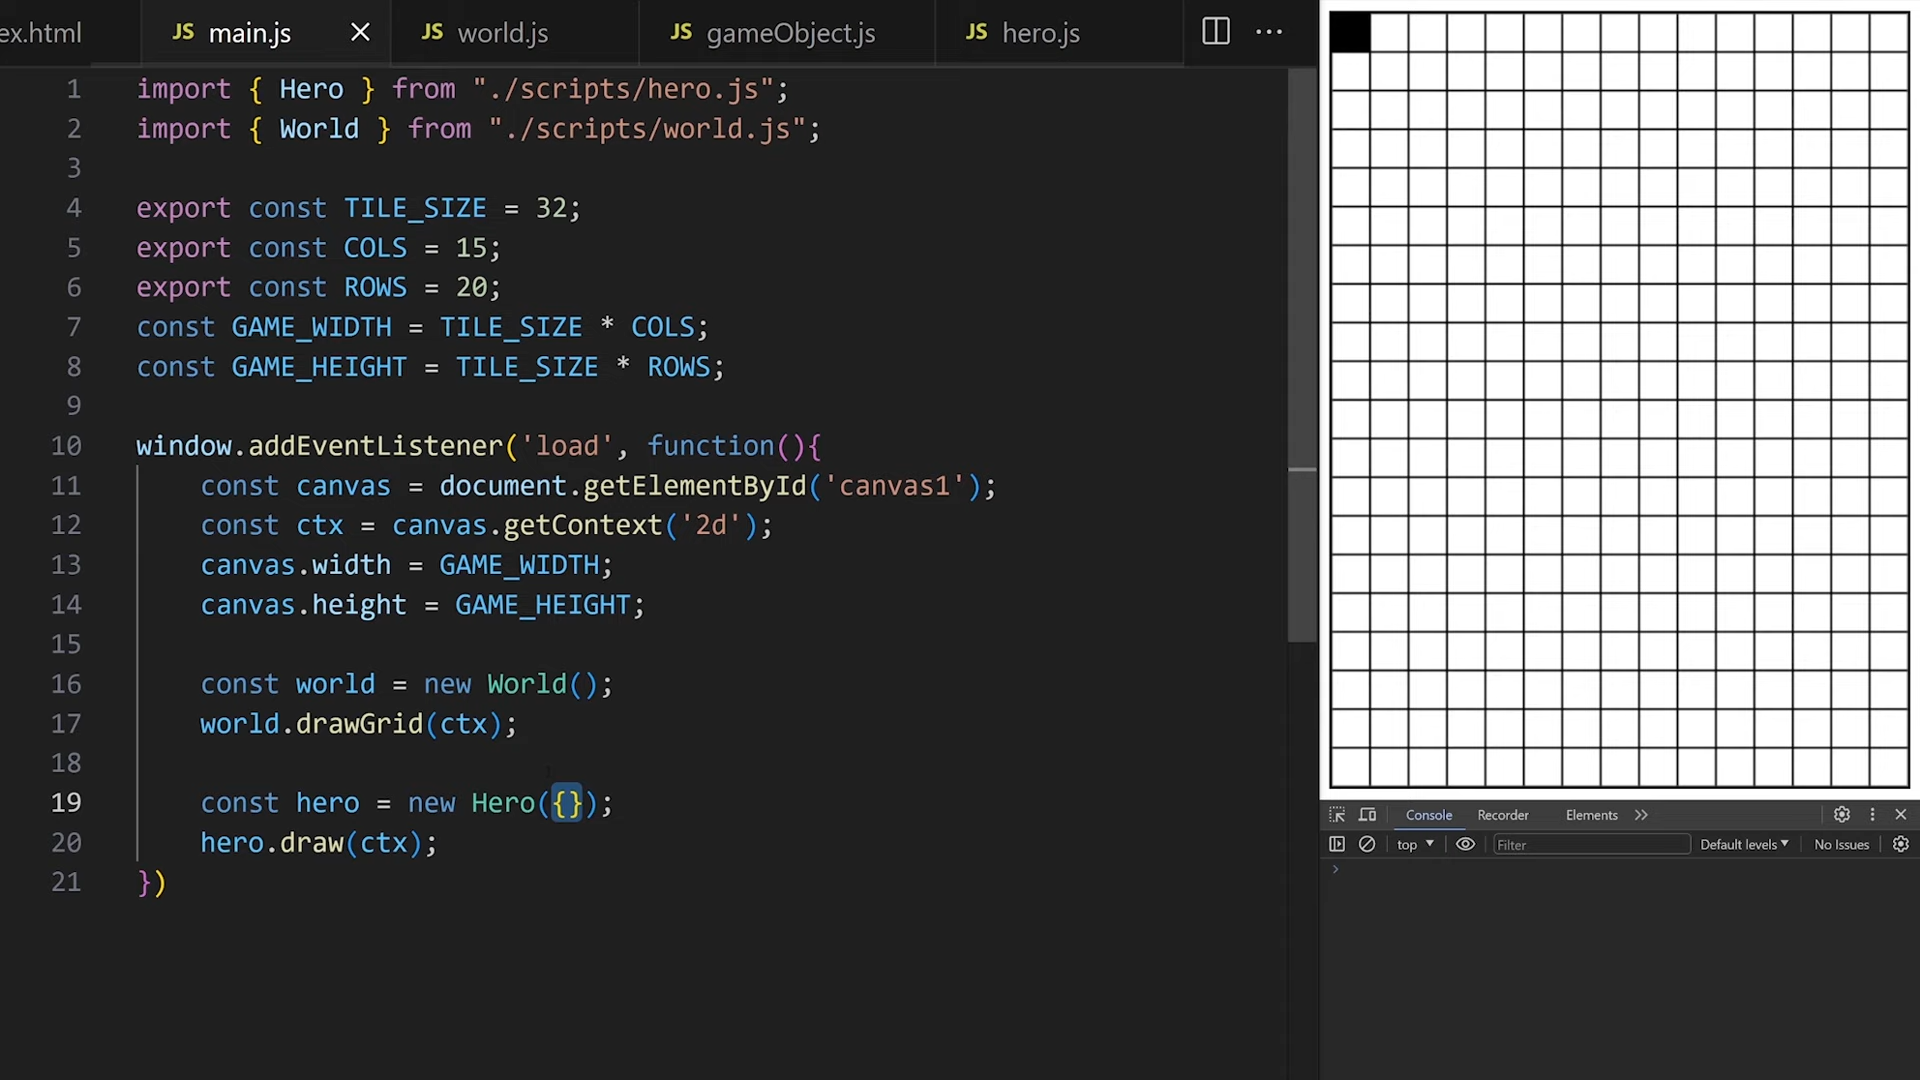 ex.html
JS main.js
JS world.js
JS gameObject.js
JS hero.js
1 import { Hero } from "./scripts/hero.js";
2 import { World } from "./scripts/world.js";
3
4 export const TILE_SIZE = 32;
5 export const COLS = 15;
6 export const ROWS = 20;
7 const GAME_WIDTH = TILE_SIZE * COLS;
8 const GAME_HEIGHT = TILE_SIZE * ROWS;
9
10 window.addEventListener('load', function(){
11 const canvas = document.getElementById('canvas1');
12 const ctx = canvas.getContext('2d');
13 canvas.width = GAME_WIDTH;
14 canvas.height = GAME_HEIGHT;
15
16 const world = new World();
17 world.drawGrid(ctx);
18
19 const hero = new Hero({});
20 hero.draw(ctx);
21 })
Console Recorder Elements
top Filter Default levels No Issues